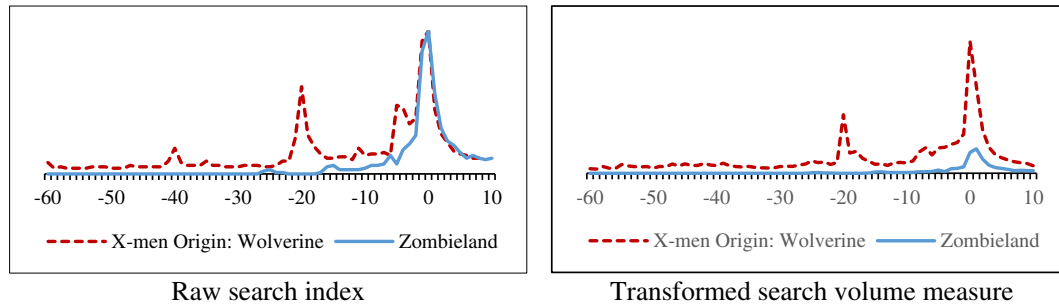 -60 -50 -40 -30 -20 -10 0 10
X-men Origin: Wolverine Zombieland
Raw search index
-60 -50 -40 -30 -20 -10 0 10
X-men Origin: Wolverine Zombieland
Transformed search volume measure